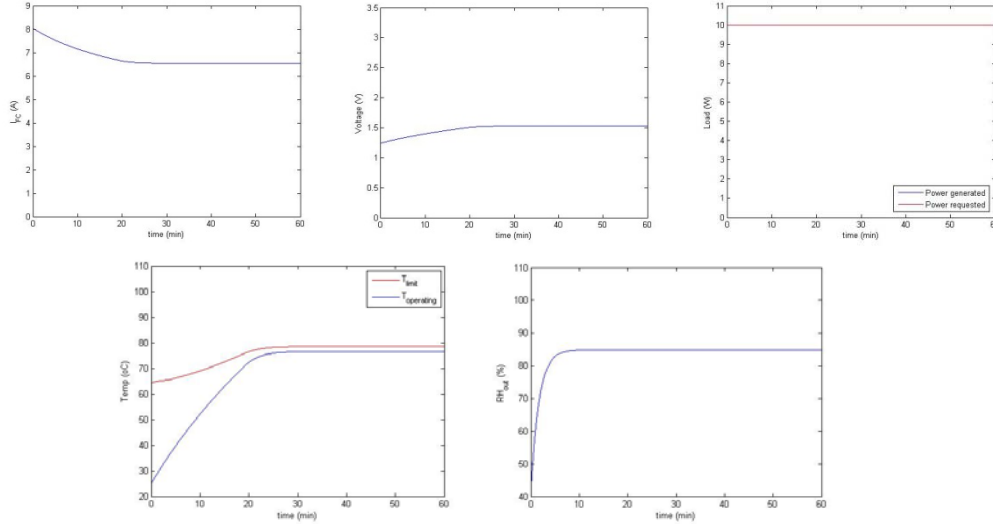 9
8
7
6
5
4
3
2
1
0
I_FC (A)
0 10 20 30 40 50 60
time (min)
3.5
3
2.5
2
1.5
1
0.5
0
Voltage (V)
0 10 20 30 40 50 60
time (min)
11
10
9
8
7
6
5
4
3
2
1
0
Load (W)
Power generated
Power requested
0 10 20 30 40 50 60
time (min)
110
100
90
80
70
60
50
40
30
20
Temp (oC)
T_limit
T_operating
0 10 20 30 40 50 60
time (min)
110
100
90
80
70
60
50
40
RH_out (%)
0 10 20 30 40 50 60
time (min)